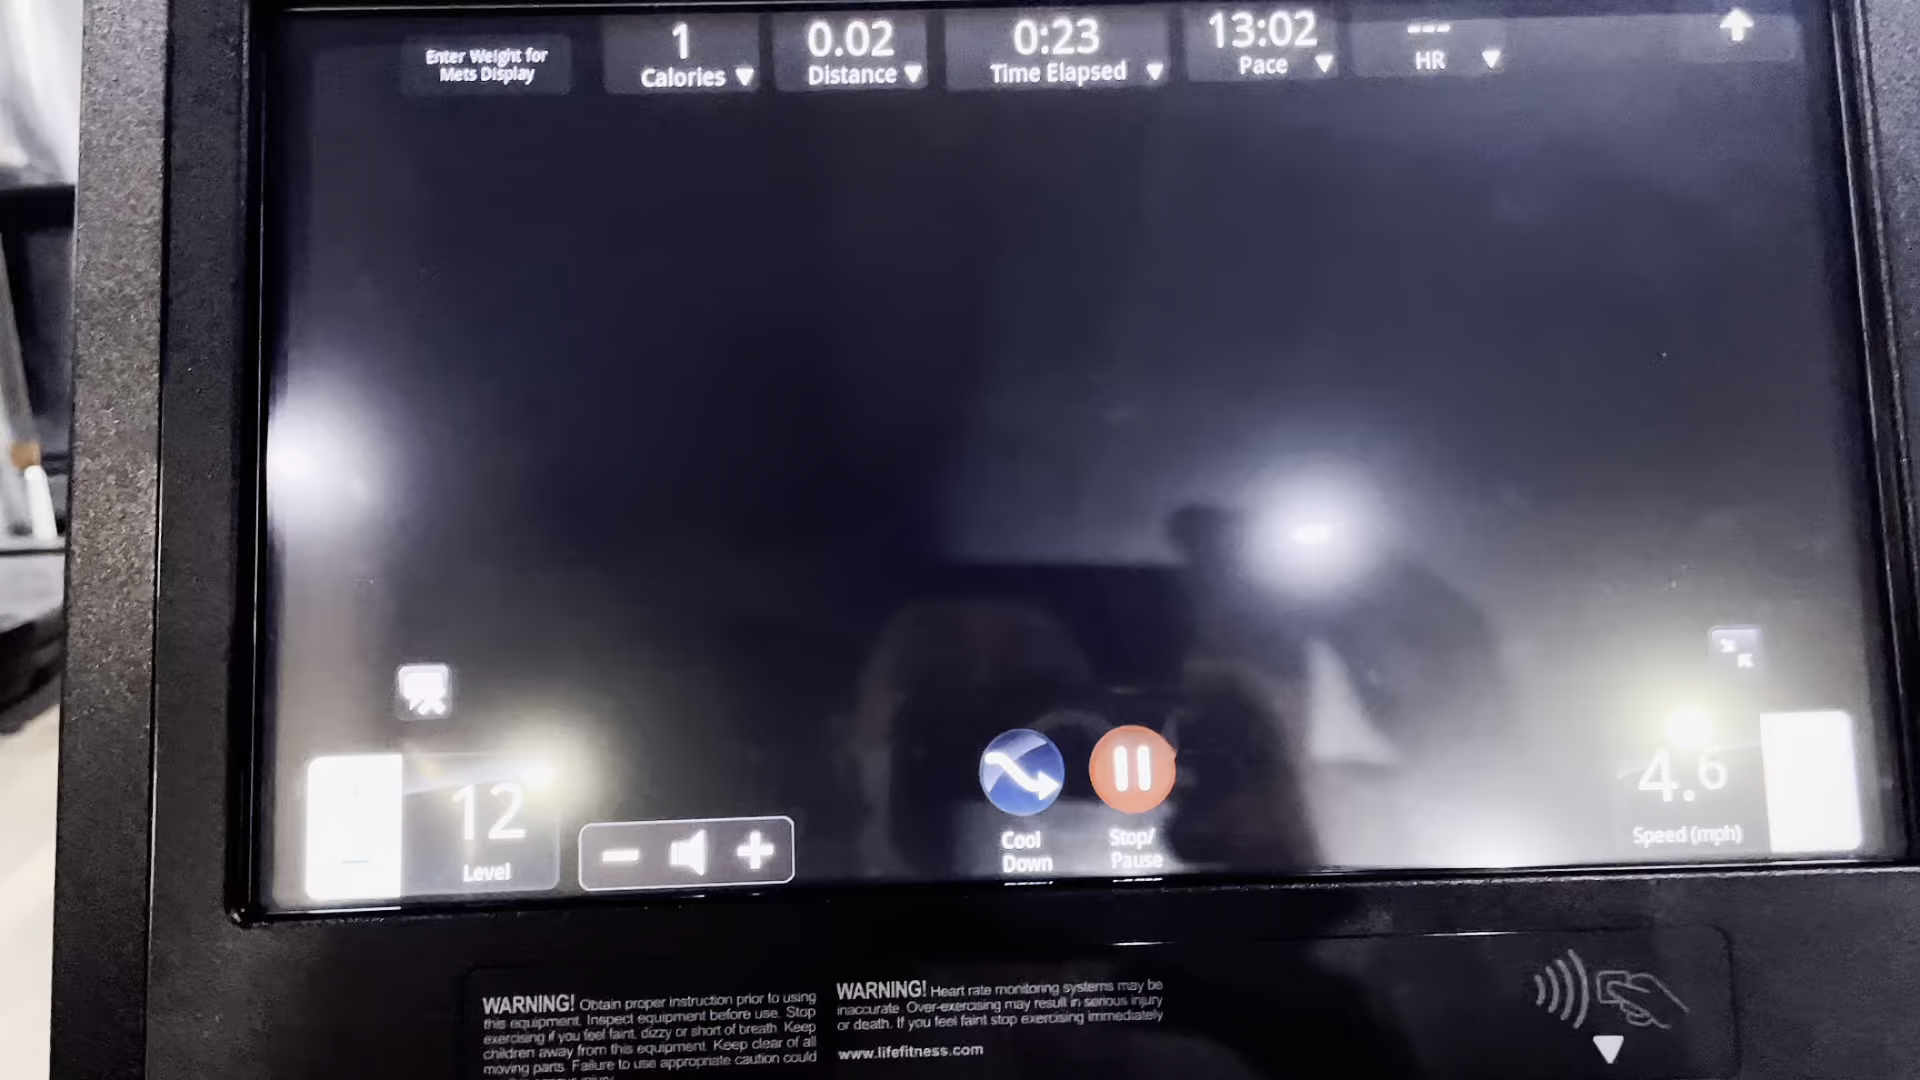 Enter Weight for
Mets Display
1
Calories
0.02
Distance
0:23
Time Elapsed
13:02
Pace
---
HR
12
Level
Cool
Down
Stop/
Pause
4.6
Speed (mph)
WARNING! Obtain proper instruction prior to using
this equipment. Inspect equipment before use. Stop
exercising if you feel faint, dizzy or short of breath. Keep
children away from this equipment. Keep clear of all
moving parts. Failure to use appropriate caution could
WARNING! Heart rate monitoring systems may be
inaccurate. Over-exercising may result in serious injury
or death. If you feel faint stop exercising immediately
www.lifefitness.com